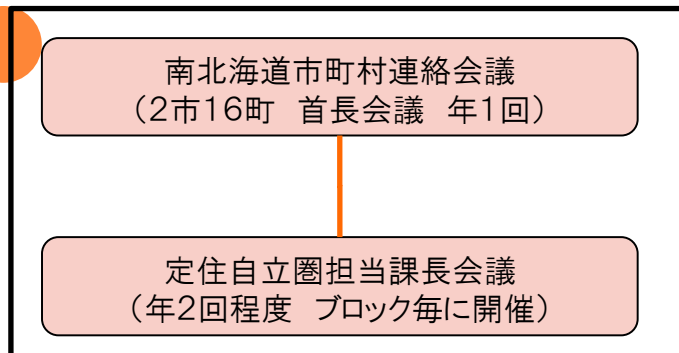 南北海道市町村連絡会議
（２市１６町　首長会議　年１回）
定住自立圏担当課長会議
（年２回程度　ブロック毎に開催）